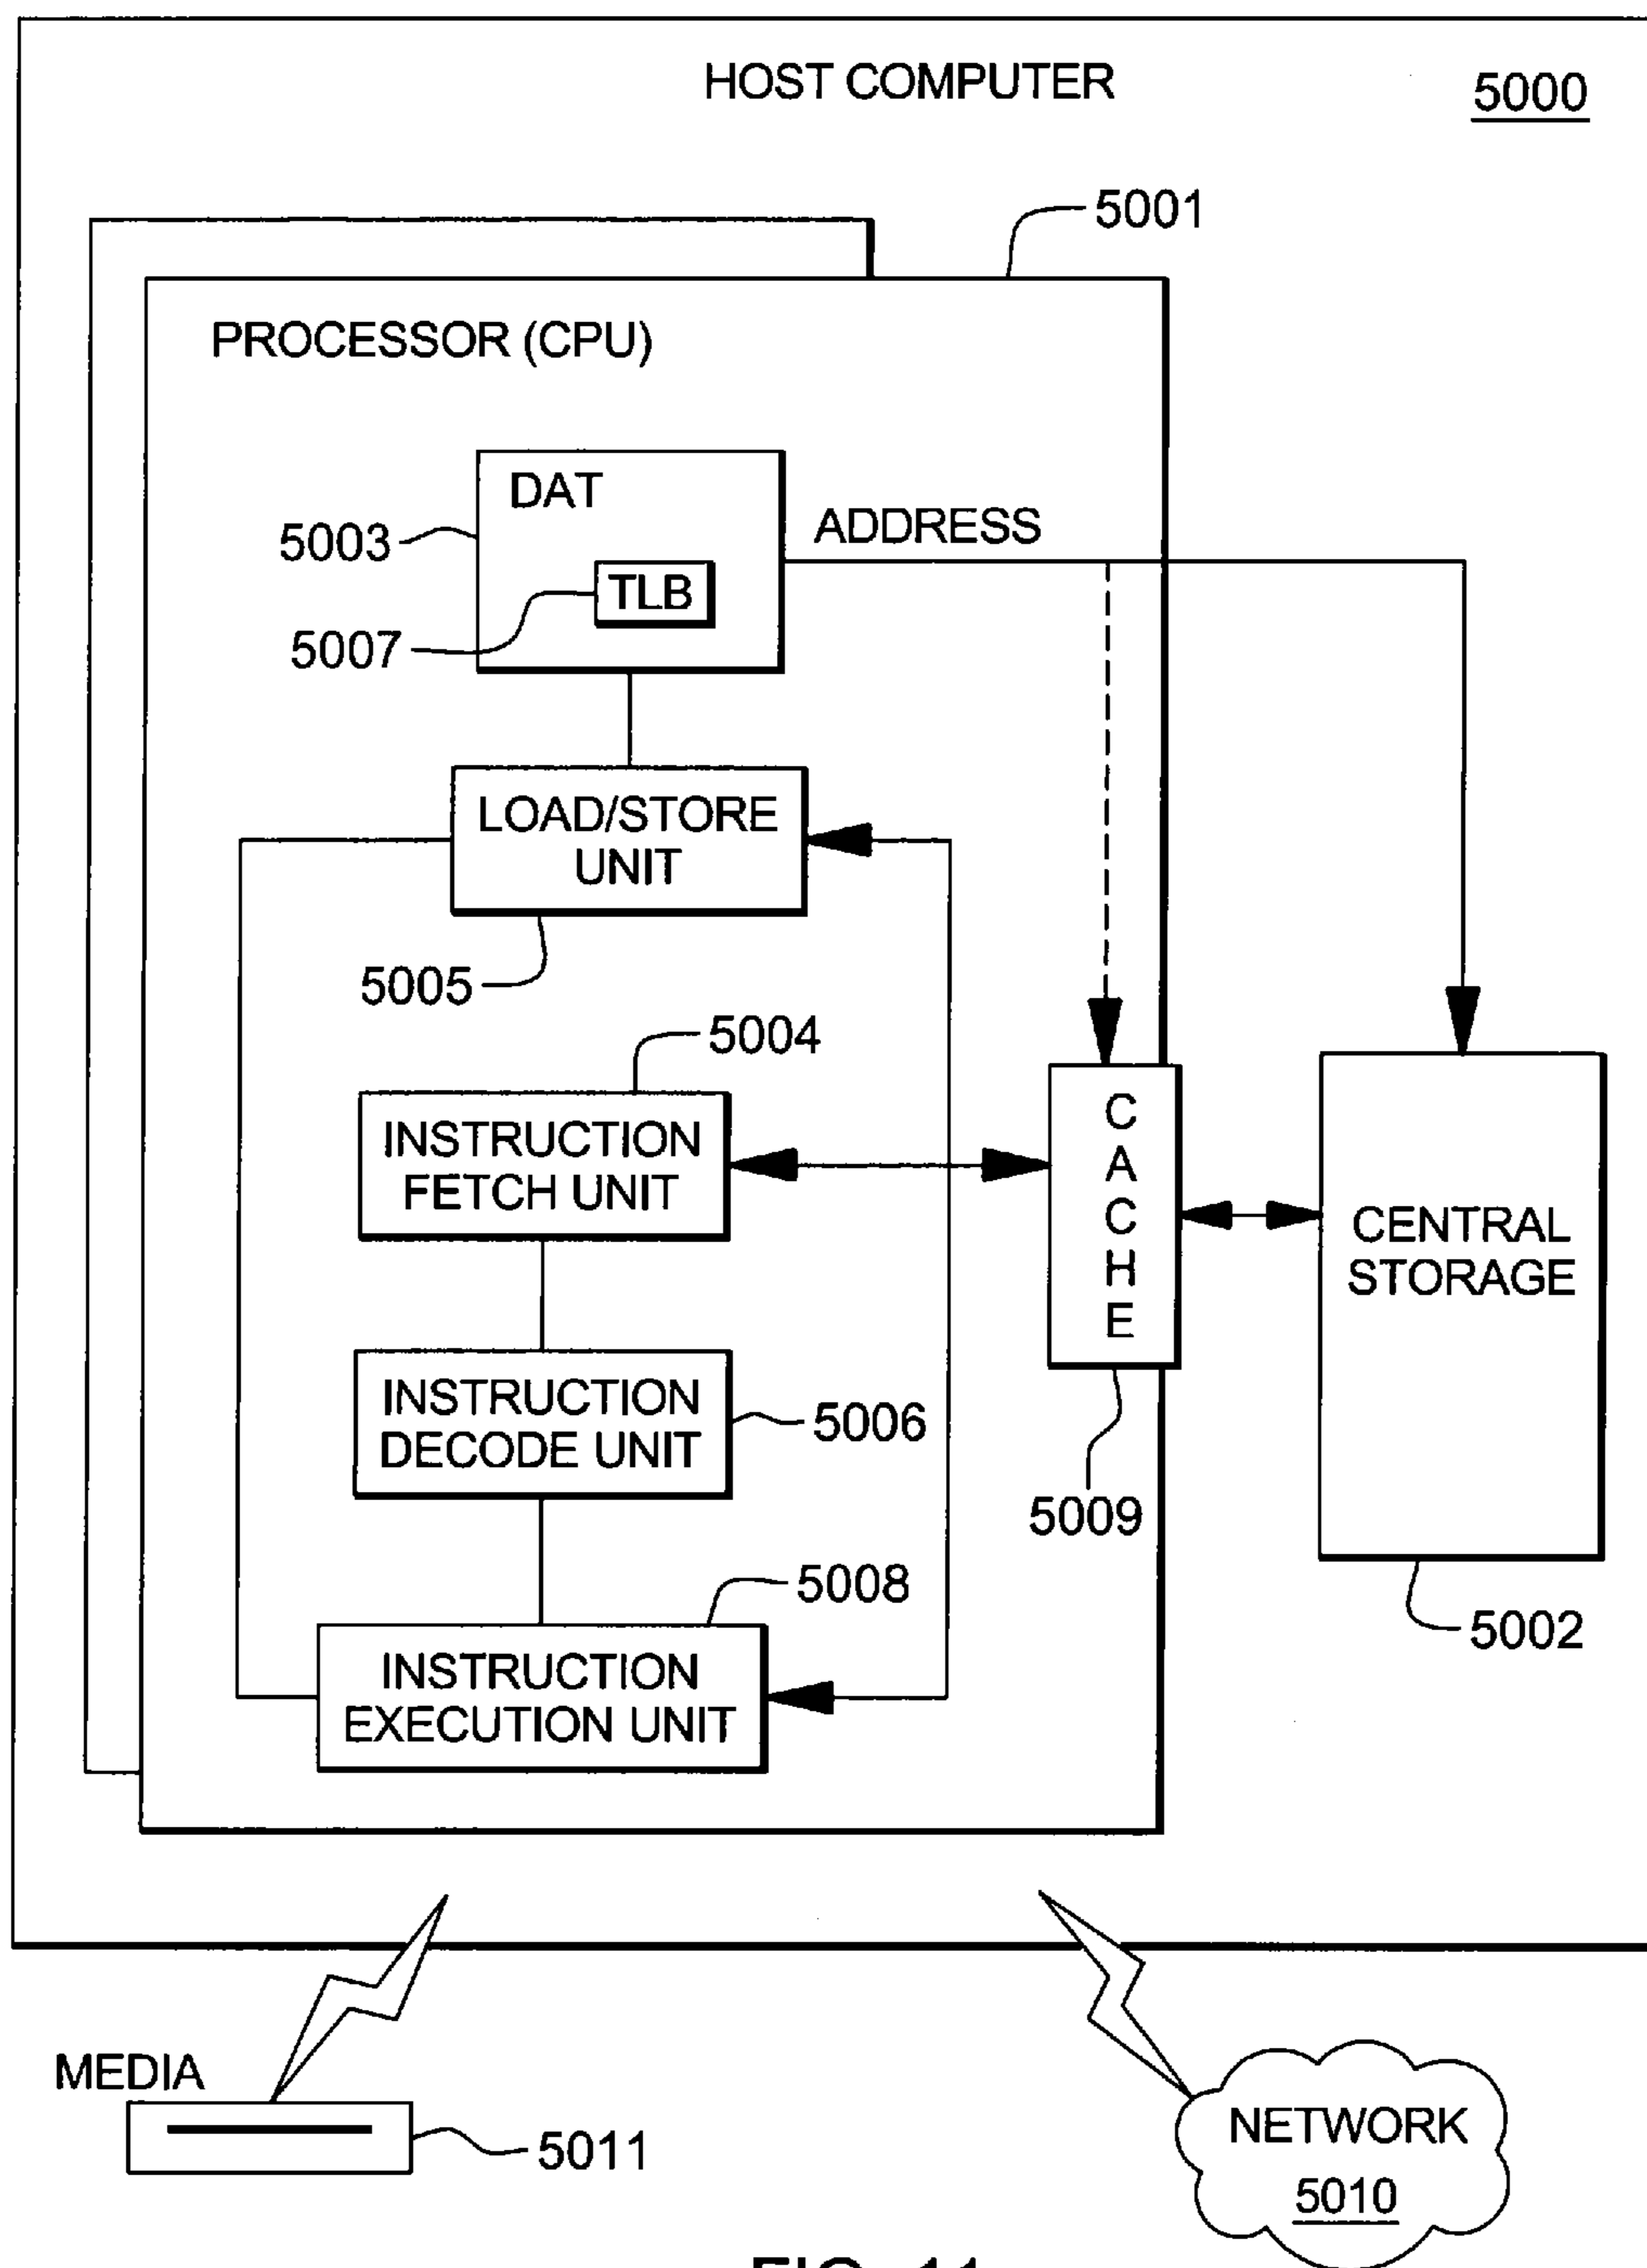 HOST COMPUTER
5000
5001
PROCESSOR (CPU)
DAT
5003
ADDRESS
TLB
5007
LOAD/STORE
UNIT
5005
5004
INSTRUCTION
FETCH UNIT
CACHE
CENTRAL
STORAGE
INSTRUCTION
DECODE UNIT
5006
5009
5008
5002
INSTRUCTION
EXECUTION UNIT
MEDIA
5011
NETWORK
5010